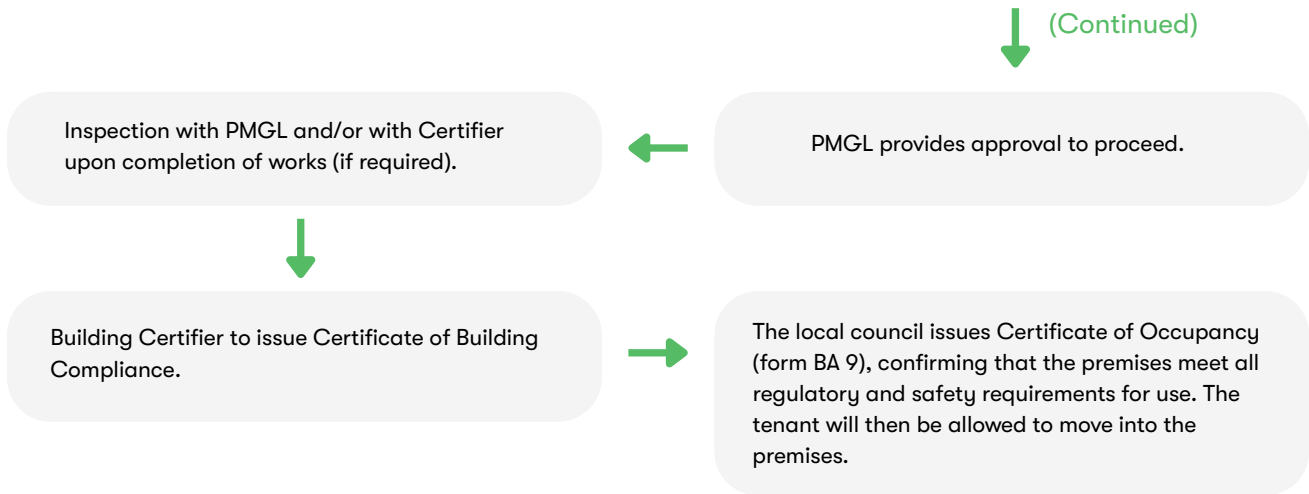 (Continued)
PMGL provides approval to proceed.
Inspection with PMGL and/or with Certifier
upon completion of works (if required).
Building Certifier to issue Certificate of Building
Compliance.
The local council issues Certificate of Occupancy
(form BA 9), confirming that the premises meet all
regulatory and safety requirements for use. The
tenant will then be allowed to move into the
premises.